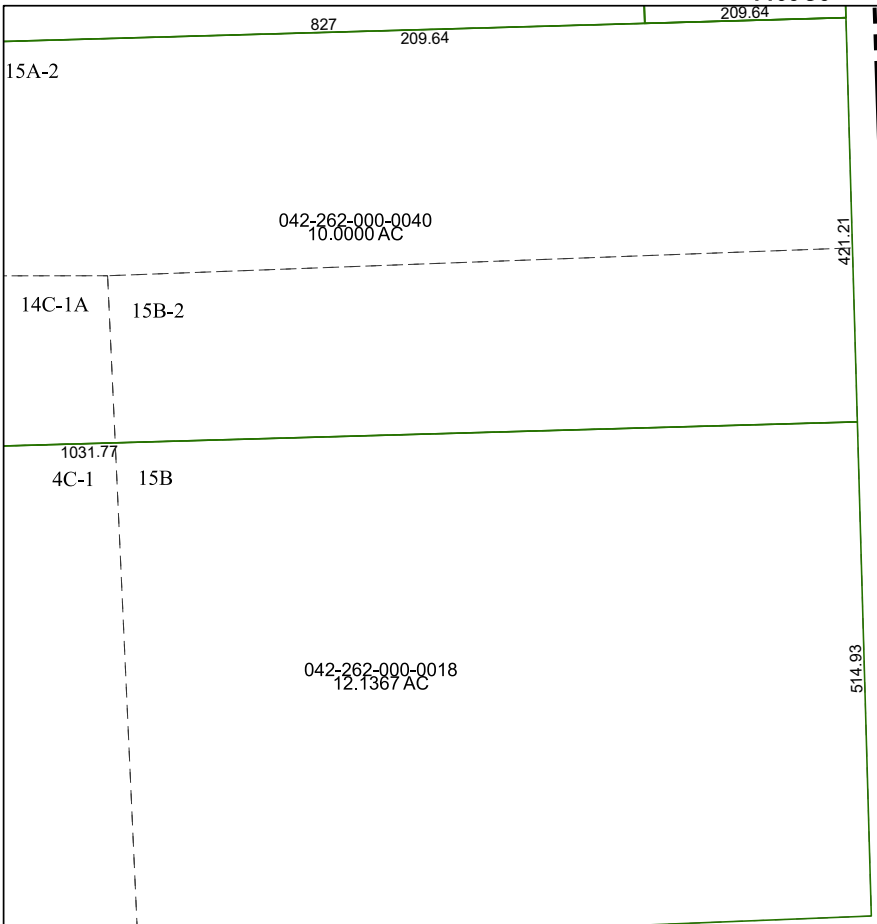 209.64
827
209.64
15A-2
042-262-000-0040
10.0000 AC
421.21
14C-1A
15B-2
1031.77
4C-1
15B
042-262-000-0018
12.1367 AC
514.93